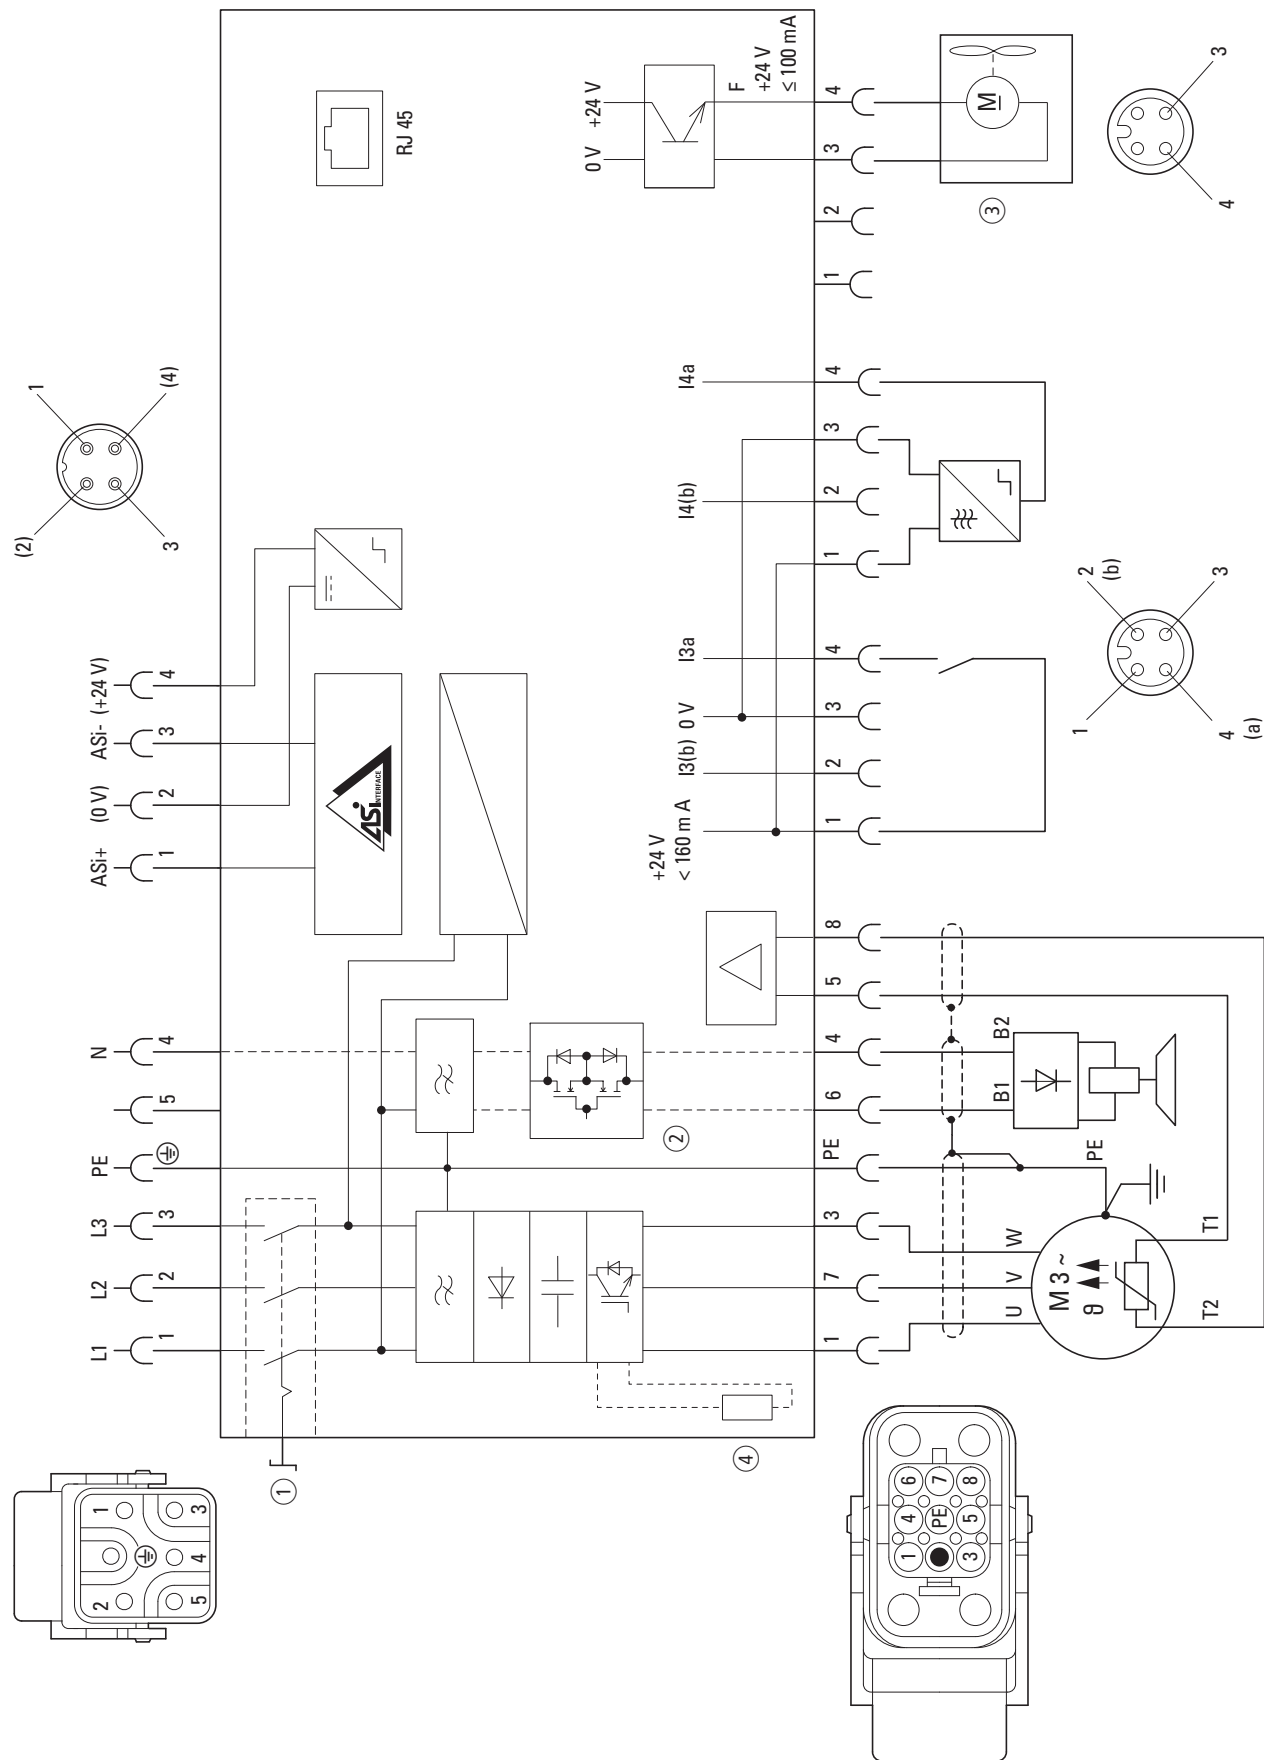 L1 L2 L3 PE N ASi+ (0 V) ASi- (+24 V)
1 2 3 5 4 1 2 3 4
1 2 3 4 5
(2) 1
3 (4)
①
ASi
INTERFACE
RJ 45
②
④
+24 V
< 160 m A
I3(b) 0 V I3a
I4(b) I4a
0 V +24 V
F
+24 V
≤ 100 mA
1 7 3 PE 6 4 5 8
1 2 3 4
1 2 3 4
1 2 3 4
U V W
PE
B1 B2
M 3 ~
ϑ
T2 T1
M
③
1 4 6
PE 7
3 5 8
1 2
(b)
4
(a)
3
4 3